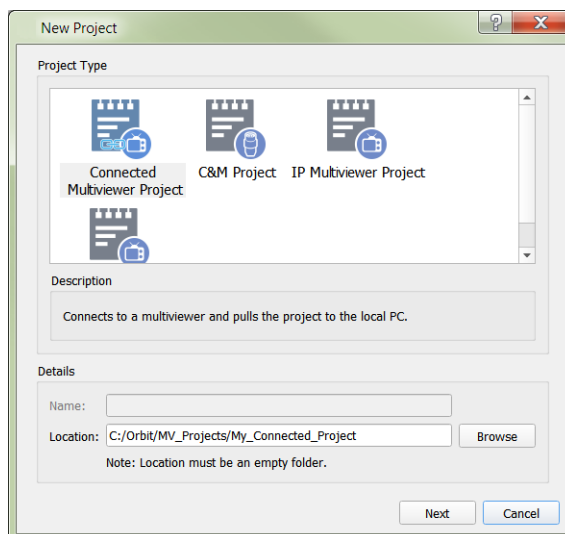 New Project
Project Type
Connected
Multiviewer Project
C&M Project
IP Multiviewer Project
Description
Connects to a multiviewer and pulls the project to the local PC.
Details
Name:
Location: C:/Orbit/MV_Projects/My_Connected_Project Browse
Note: Location must be an empty folder.
Next Cancel